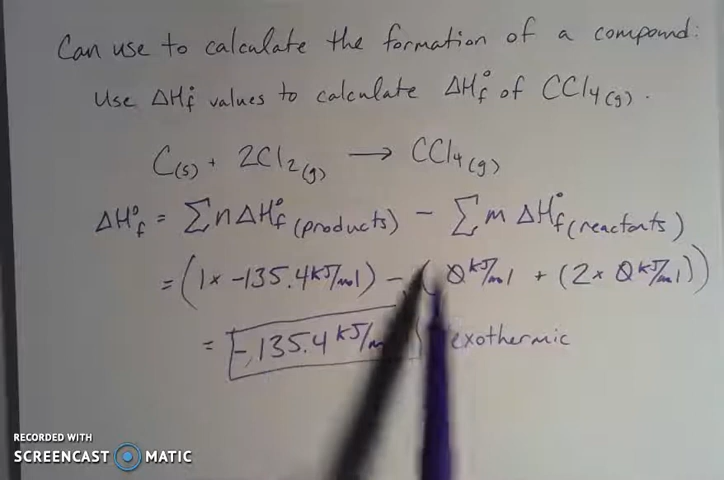 Can use to calculate the formation of a compound:
Use ΔH°f values to calculate ΔH°f of CCl4(g).
C(s) + 2Cl2(g) → CCl4(g)
ΔH°f = ΣnΔH°f(products) − ΣmΔH°f(reactants)
= (1 x -135.4 kJ/mol) − (0 kJ/mol + (2 x 0 kJ/mol))
= -135.4 kJ/ exothermic
RECORDED WITH
SCREENCAST MATIC